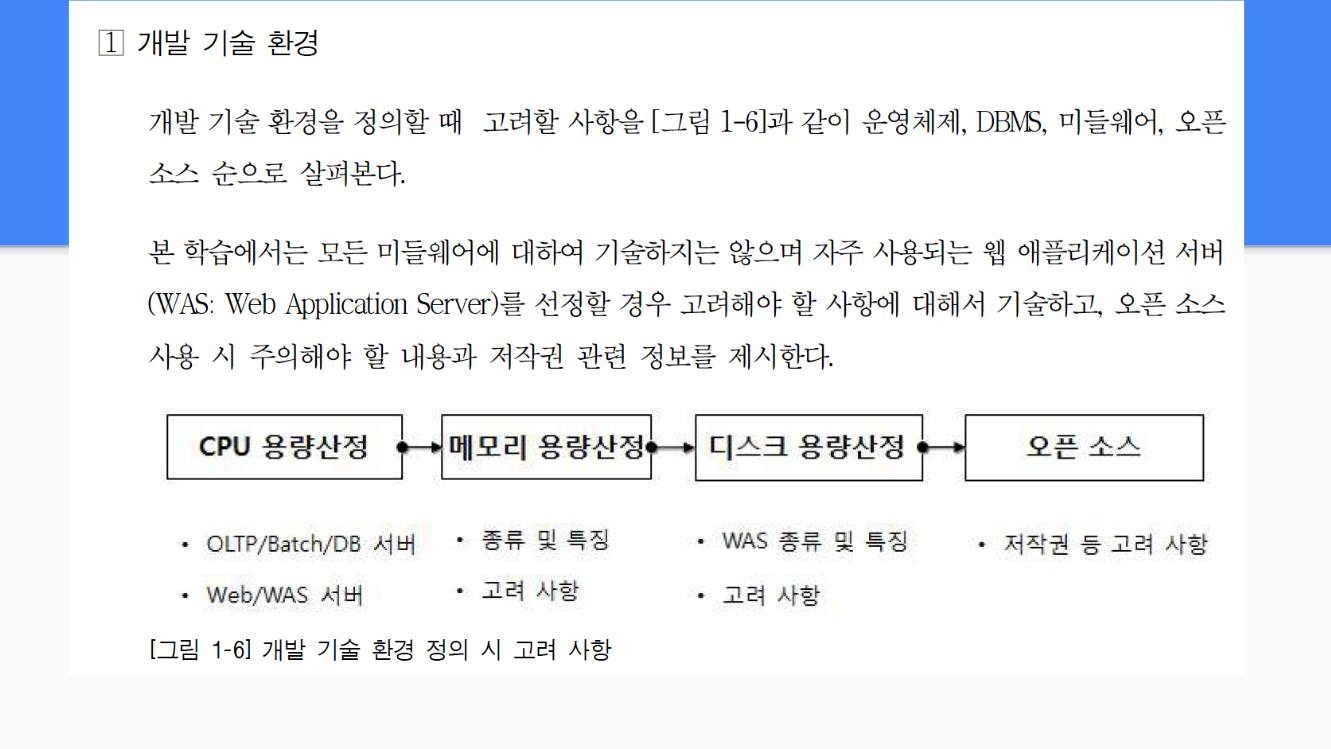 1 개발 기술 환경
개발 기술 환경을 정의할 때 고려할 사항을 [그림 1-6]과 같이 운영체제, DBMS, 미들웨어, 오픈
소스 순으로 살펴본다.
본 학습에서는 모든 미들웨어에 대하여 기술하지는 않으며 자주 사용되는 웹 애플리케이션 서버
(WAS: Web Application Server)를 선정할 경우 고려해야 할 사항에 대해서 기술하고, 오픈 소스
사용 시 주의해야 할 내용과 저작권 관련 정보를 제시한다.
CPU 용량산정 메모리 용량산정 디스크 용량산정 오픈 소스
• OLTP/Batch/DB 서버 • 종류 및 특징 • WAS 종류 및 특징 • 저작권 등 고려 사항
• Web/WAS 서버 • 고려 사항 • 고려 사항
[그림 1-6] 개발 기술 환경 정의 시 고려 사항